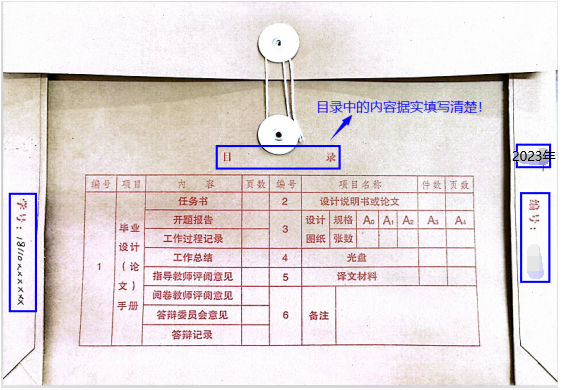 目录中的内容据实填写清楚！
目 录
2023年
学号：1810xxxxxx
编号：
编号 项目 内 容 页数 编号 项目名称 件数 页数
1 毕业设计（论文）手册
任务书
开题报告
工作过程记录
工作总结
指导教师评阅意见
阅卷教师评阅意见
答辩委员会意见
答辩记录
2 设计说明书或论文
3 设计图纸 规格 A0 A1 A2 A3 A4
张数
4 光盘
5 译文材料
6 备注